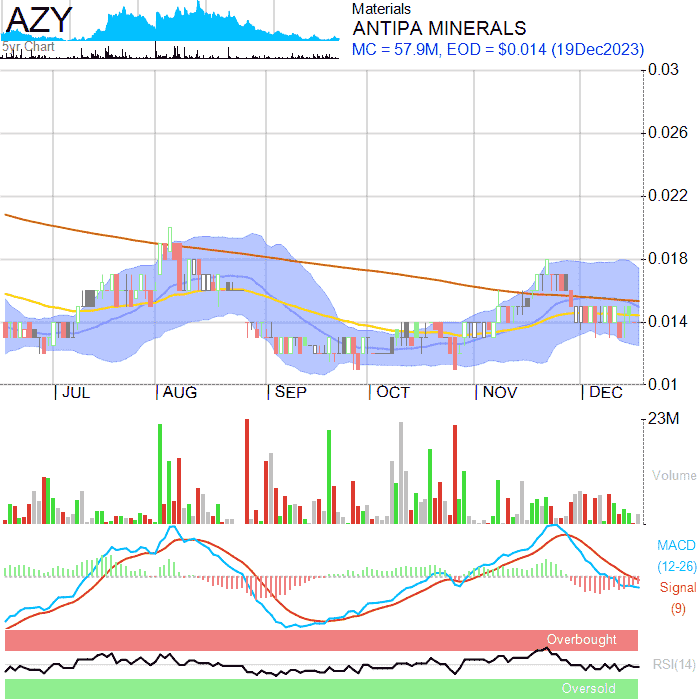 AZY
5yr Chart
Materials
ANTIPA MINERALS
MC = 57.9M, EOD = $0.014 (19Dec2023)
0.03
0.026
0.022
0.018
0.014
0.01
JUL AUG SEP OCT NOV DEC
23M
Volume
MACD
(12-26)
Signal
(9)
Overbought
RSI(14)
Oversold